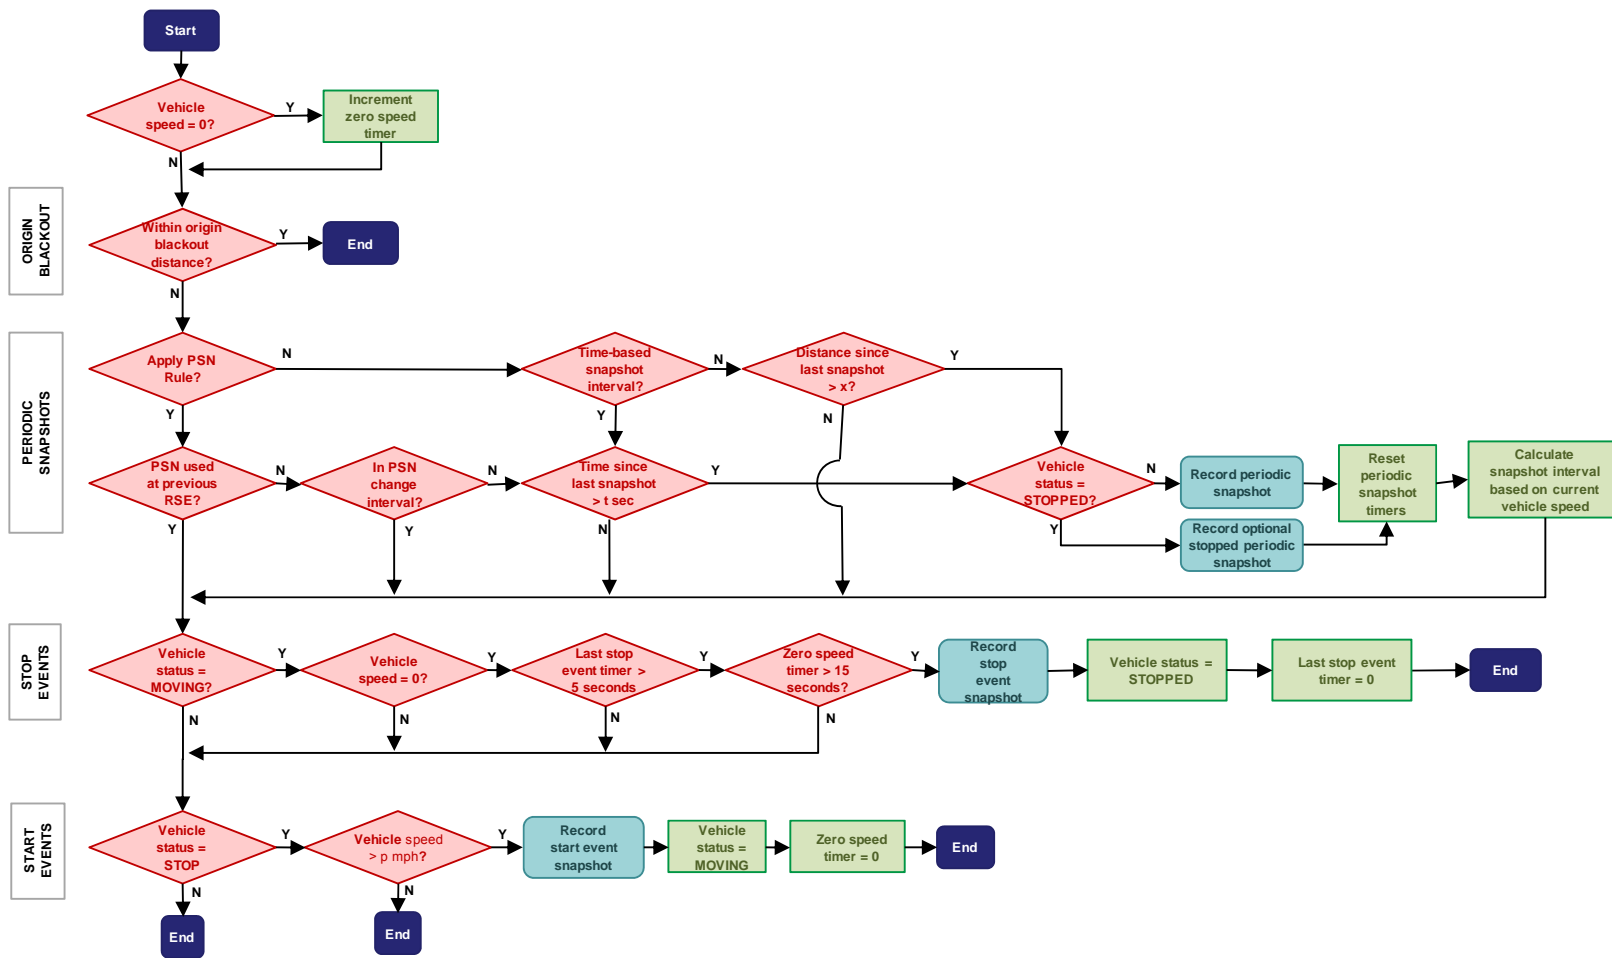 Start
Vehicle
speed = 0?
Y
Increment
zero speed
timer
N
ORIGIN
BLACKOUT
Within origin
blackout
distance?
Y
End
N
PERIODIC
SNAPSHOTS
Apply PSN
Rule?
N
Time-based
snapshot
interval?
N
Distance since
last snapshot
> x?
Y
Y
Y
N
PSN used
at previous
RSE?
N
In PSN
change
interval?
N
Time since
last snapshot
> t sec
Y
Vehicle
status =
STOPPED?
N
Record periodic
snapshot
Reset
periodic
snapshot
timers
Calculate
snapshot interval
based on current
vehicle speed
Y
Y
N
Y
Record optional
stopped periodic
snapshot
STOP
EVENTS
Vehicle
status =
MOVING?
Y
Vehicle
speed = 0?
Y
Last stop
event timer >
5 seconds
Y
Zero speed
timer > 15
seconds?
Y
Record
stop
event
snapshot
Vehicle status =
STOPPED
Last stop event
timer = 0
End
N
N
N
N
START
EVENTS
Vehicle
status =
STOP
Y
Vehicle speed
> p mph?
Y
Record
start event
snapshot
Vehicle
status =
MOVING
Zero speed
timer = 0
End
N
N
End
End